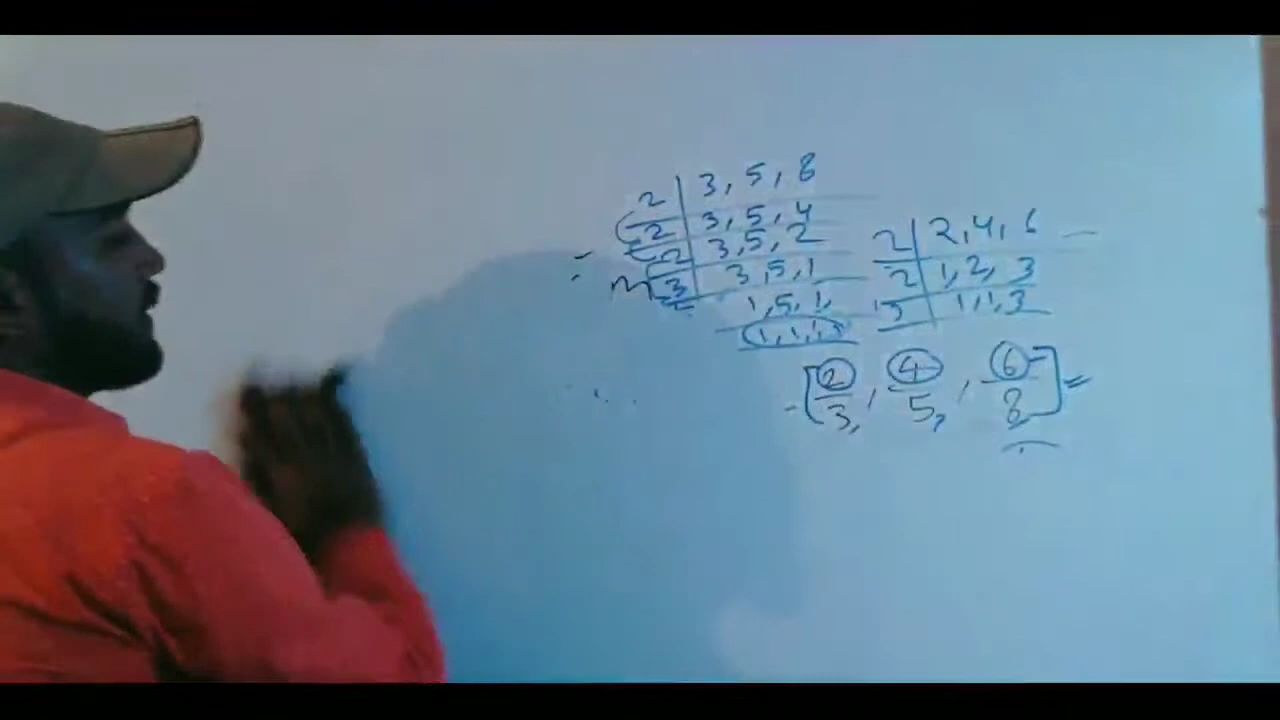 2 | 3, 5, 8
2 | 3, 5, 4
2 | 3, 5, 2
3 | 3, 5, 1
1, 5, 1,
1, 1, 1,
2 | 2, 4, 6
2 | 1, 2, 3
3 | 1, 1, 3
[2/3, 4/5, 6/8] =